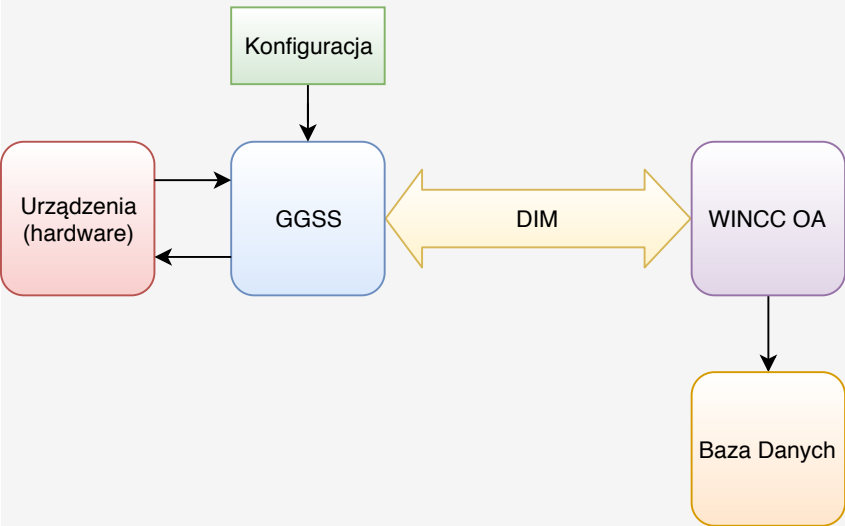 Konfiguracja
Urządzenia
(hardware)
GGSS
DIM
WINCC OA
Baza Danych